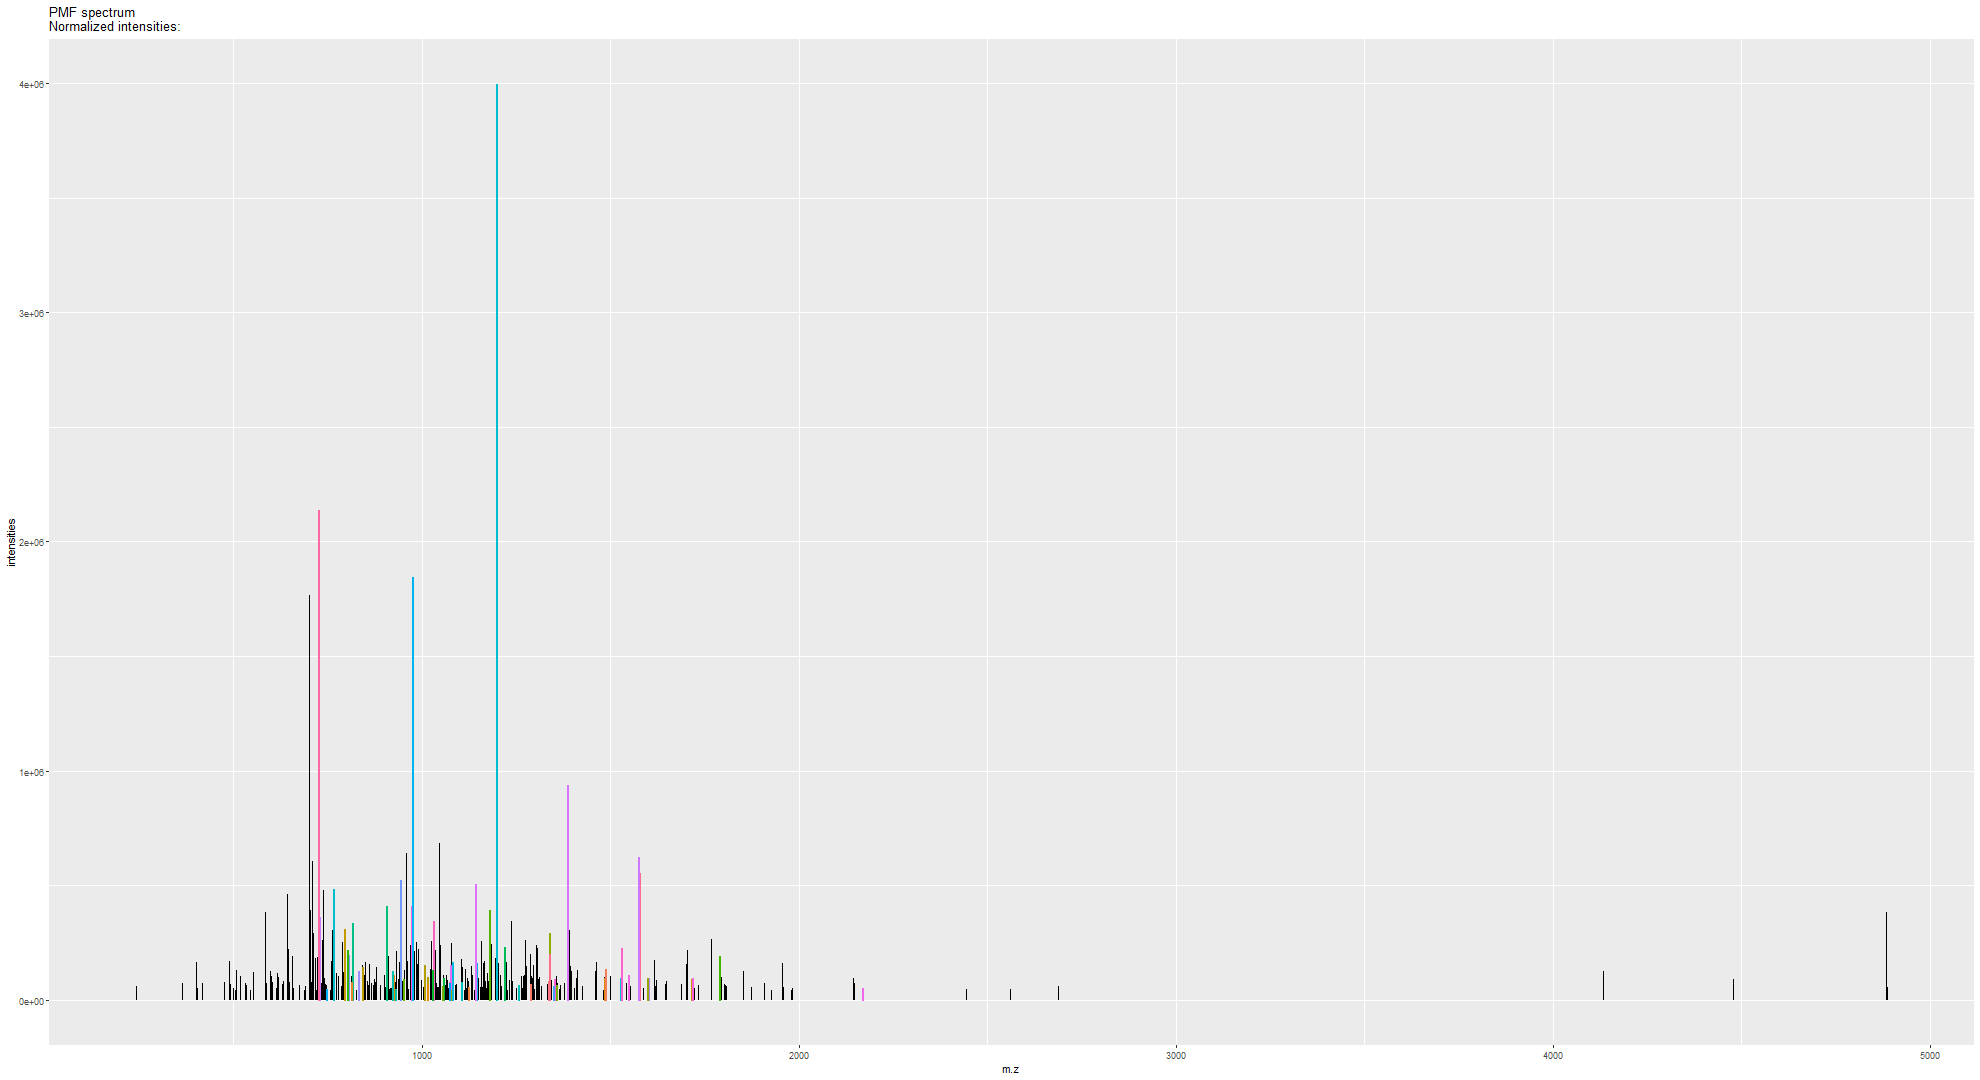 PMF spectrum
Normalized intensities:
4e+06
3e+06
2e+06
1e+06
0e+00
intensities
1000
2000
3000
4000
5000
m.z